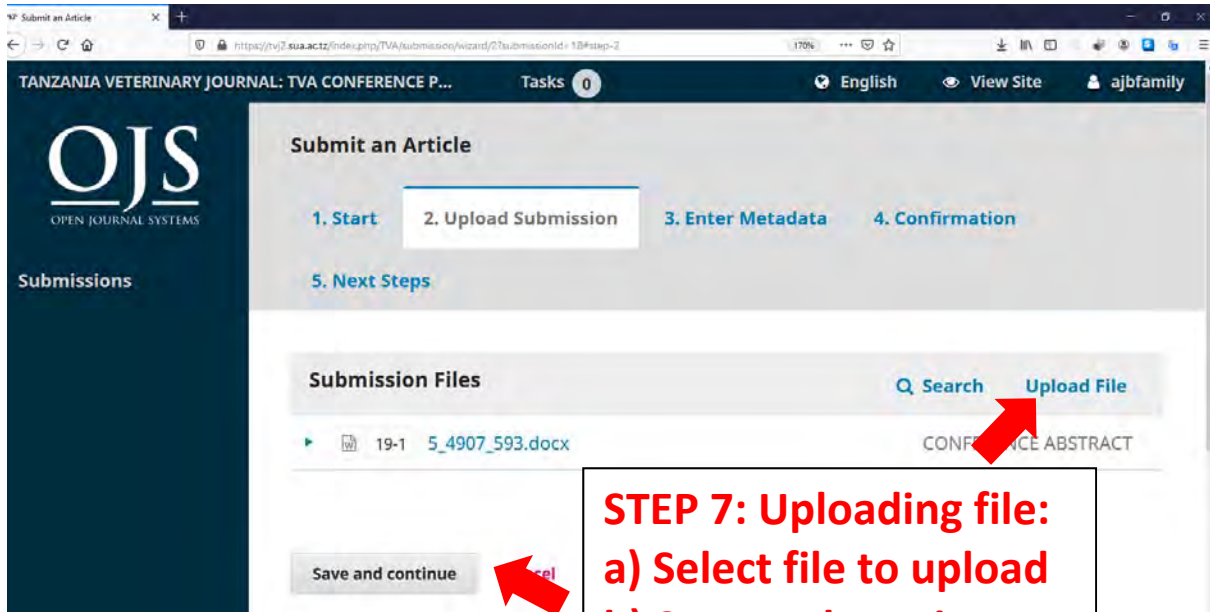 Submit an Article
https://tvj2.sua.ac.tz/index.php/TVA/submission/wizard/2?submissionId=18#step-2
170%
TANZANIA VETERINARY JOURNAL: TVA CONFERENCE P... Tasks 0 English View Site ajbfamily
OJS
OPEN JOURNAL SYSTEMS
Submissions
Submit an Article
1. Start 2. Upload Submission 3. Enter Metadata 4. Confirmation
5. Next Steps
Submission Files Search Upload File
19-1 5_4907_593.docx CONFERENCE ABSTRACT
Save and continue
STEP 7: Uploading file:
a) Select file to upload